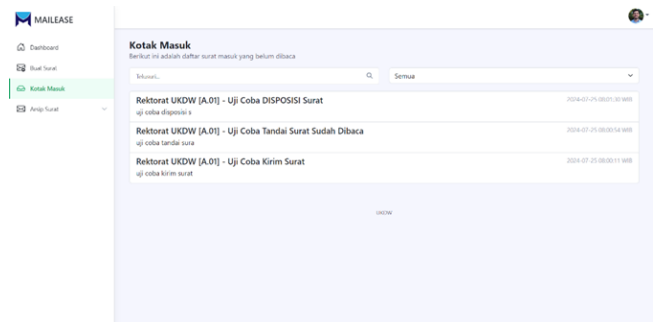 MAILEASE
Dashboard
Buat Surat
Kotak Masuk
Arsip Surat
Kotak Masuk
Berikut ini adalah daftar surat masuk yang belum dibaca
Telusuri...
Semua
Rektorat UKDW [A.01] - Uji Coba DISPOSISI Surat
2024-07-25 08:01:30 WIB
uji coba disposisi s
Rektorat UKDW [A.01] - Uji Coba Tandai Surat Sudah Dibaca
2024-07-25 08:00:54 WIB
uji coba tandai sura
Rektorat UKDW [A.01] - Uji Coba Kirim Surat
2024-07-25 08:00:11 WIB
uji coba kirim surat
UKDW